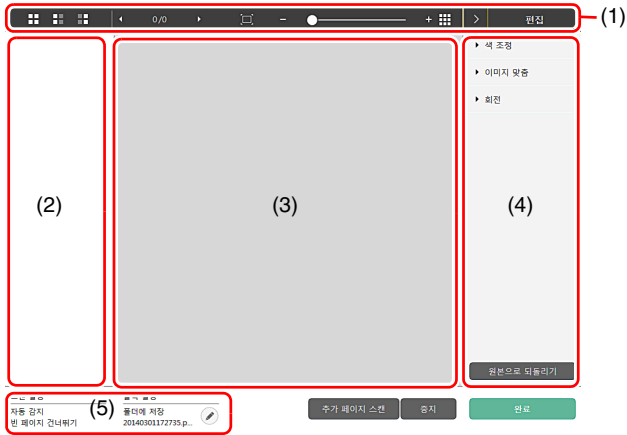 0/0
편집
(1)
색 조정
이미지 맞춤
회전
(2)
(3)
(4)
원본으로 되돌리기
(5)
자동 감지
폴더에 저장
빈 페이지 건너뛰기
20140301172735.p...
추가 페이지 스캔
중지
완료